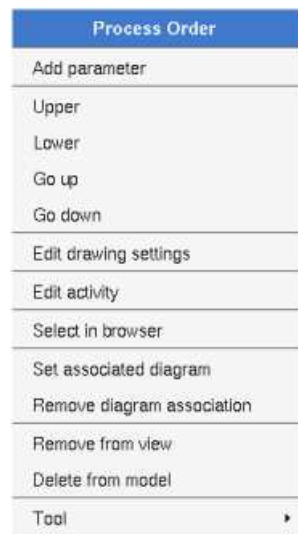 Process Order
Add parameter
Upper
Lower
Go up
Go down
Edit drawing settings
Edit activity
Select in browser
Set associated diagram
Remove diagram association
Remove from view
Delete from model
Tool